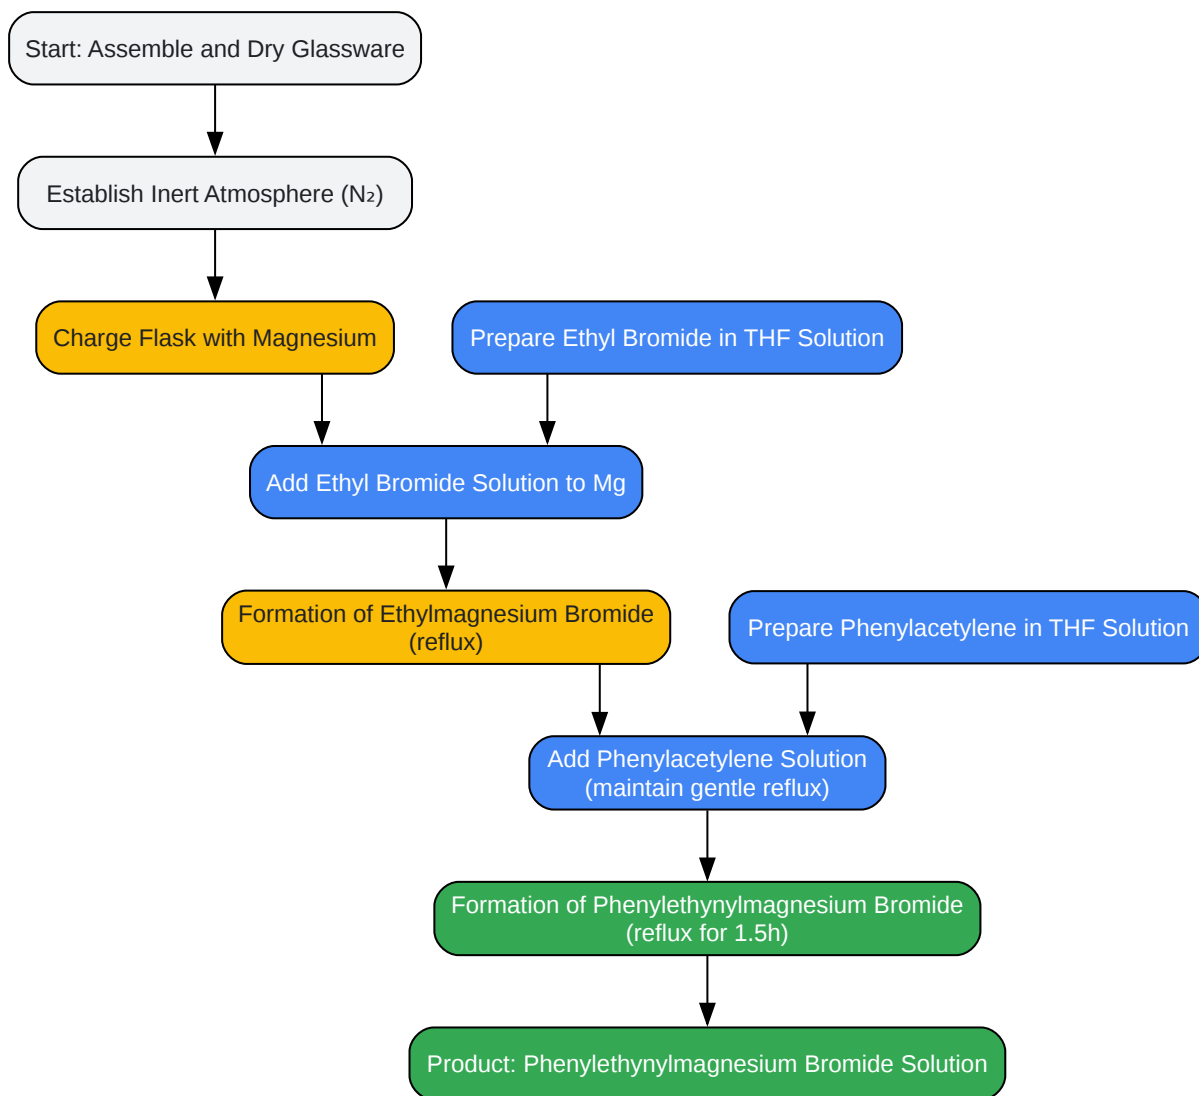 Start: Assemble and Dry Glassware
Establish Inert Atmosphere (N₂)
Charge Flask with Magnesium
Prepare Ethyl Bromide in THF Solution
Add Ethyl Bromide Solution to Mg
Formation of Ethylmagnesium Bromide
(reflux)
Prepare Phenylacetylene in THF Solution
Add Phenylacetylene Solution
(maintain gentle reflux)
Formation of Phenylethynylmagnesium Bromide
(reflux for 1.5h)
Product: Phenylethynylmagnesium Bromide Solution